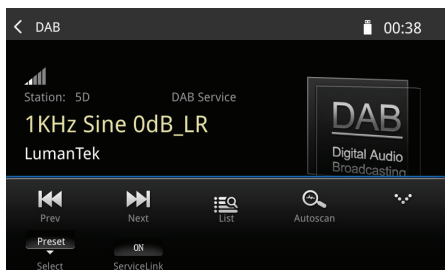 DAB
00:38
Station: 5D
DAB Service
1KHz Sine 0dB_LR
LumanTek
DAB
Digital Audio
Broadcasting
Prev
Next
List
Autoscan
Preset
Select
ON
ServiceLink